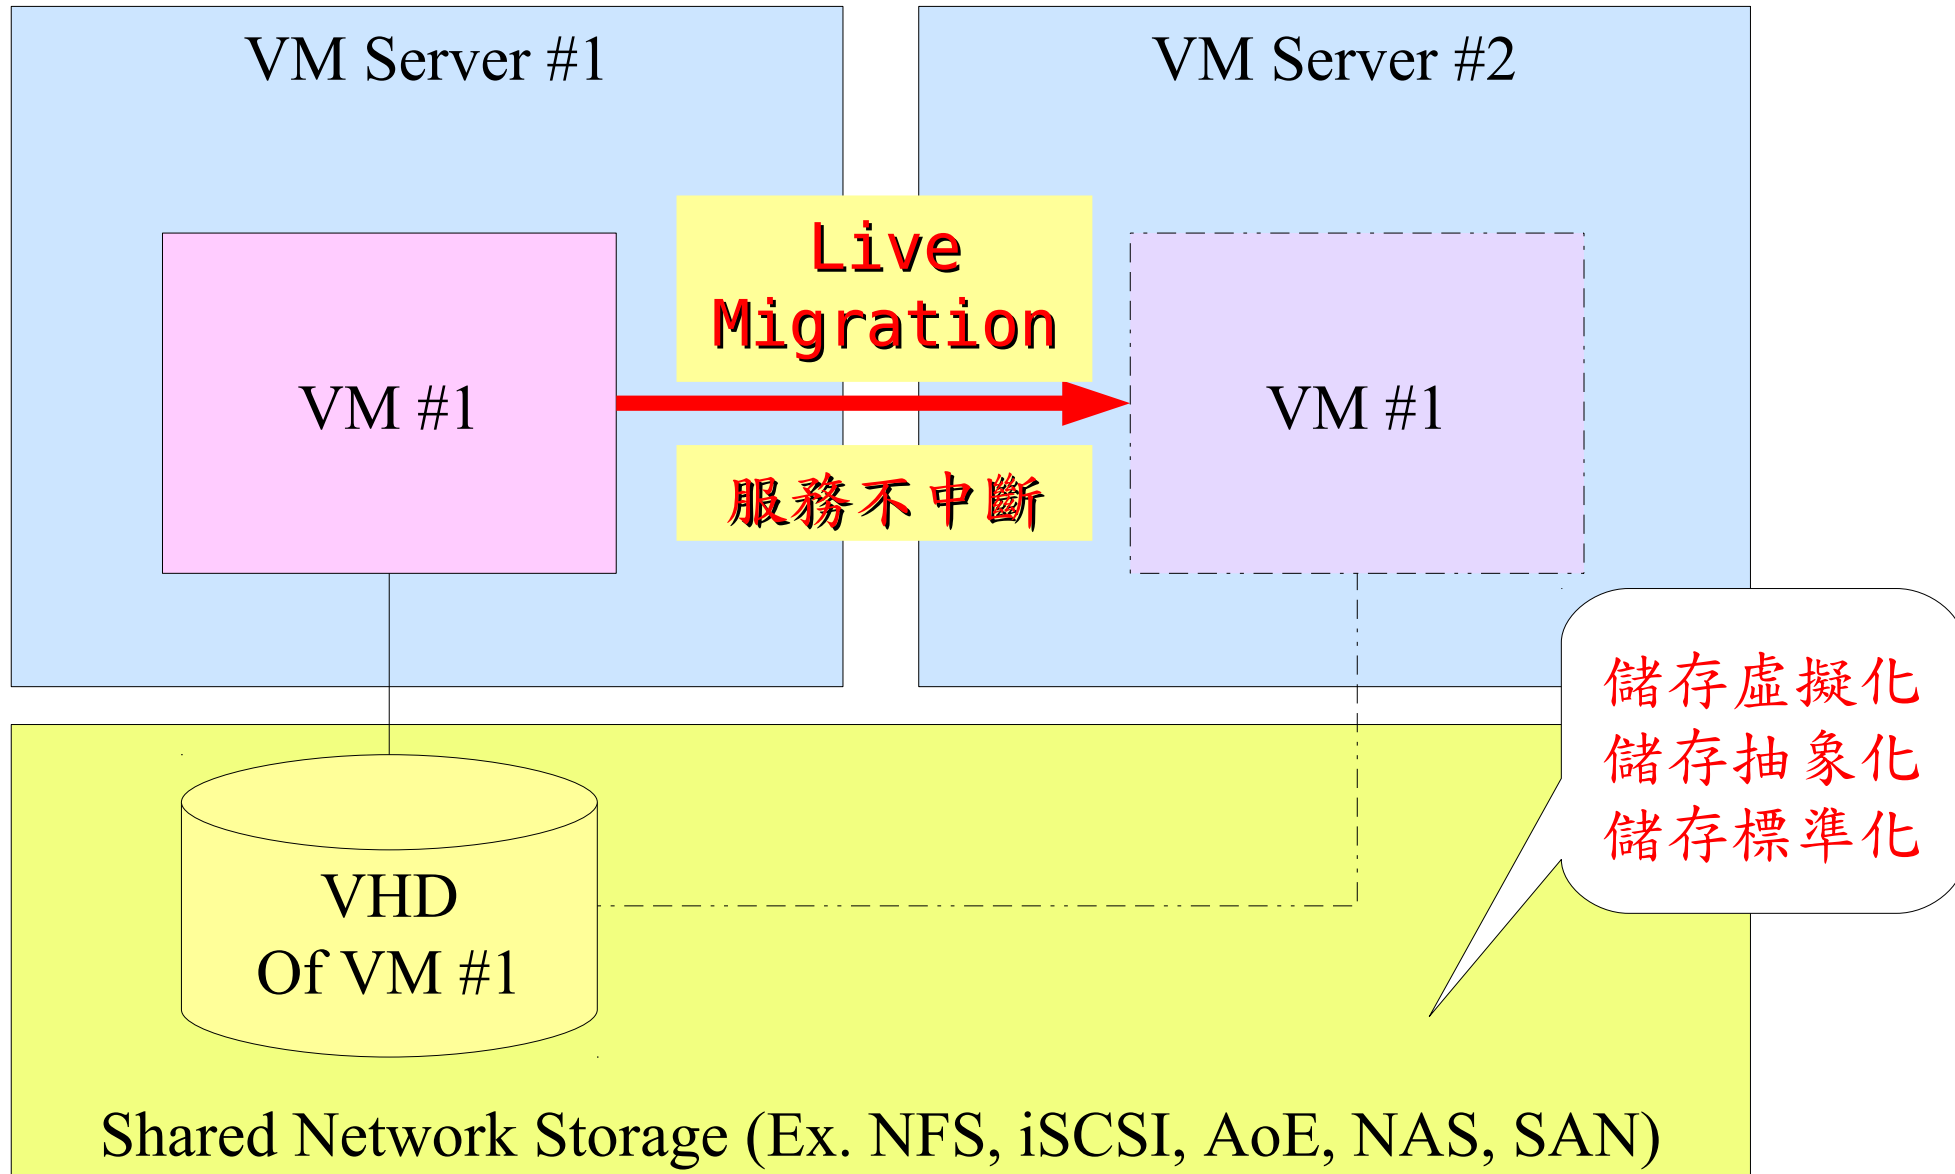 VM Server #1
VM Server #2
Live
Migration
VM #1
VM #1
服務不中斷
儲存虛擬化
儲存抽象化
儲存標準化
VHD
Of VM #1
Shared Network Storage (Ex. NFS, iSCSI, AoE, NAS, SAN)